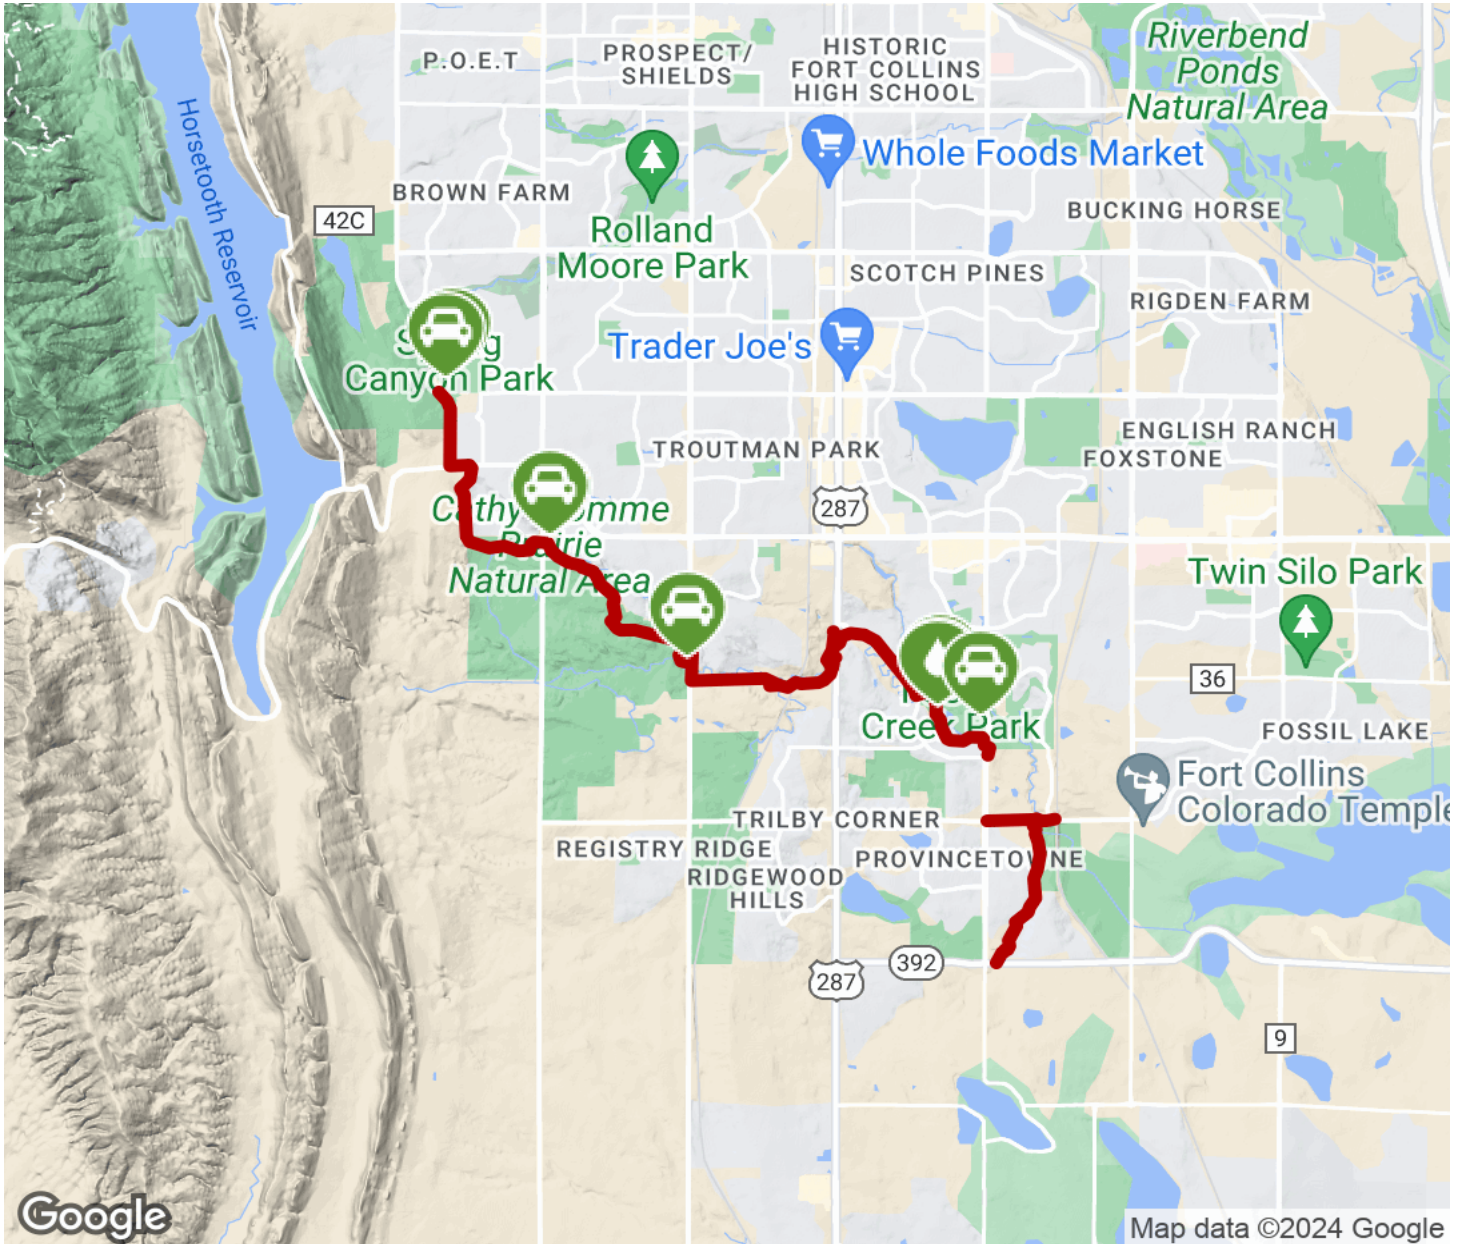 P.O.E.T
PROSPECT/
SHIELDS
HISTORIC
FORT COLLINS
HIGH SCHOOL
Riverbend
Ponds
Natural Area
Horsetooth Reservoir
Whole Foods Market
BROWN FARM
42C
Rolland
Moore Park
BUCKING HORSE
SCOTCH PINES
RIGDEN FARM
Trader Joe's
Canyon Park
TROUTMAN PARK
ENGLISH RANCH
FOXSTONE
287
Prairie
Natural Area
Twin Silo Park
36
Creek Park
FOSSIL LAKE
Fort Collins
Colorado Temple
TRILBY CORNER
REGISTRY RIDGE
PROVINCETOWNE
RIDGEWOOD
HILLS
392
287
9
Google
Map data ©2024 Google